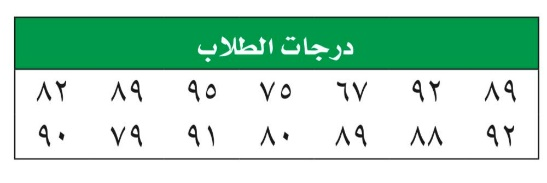 درجات الطلاب
٨٩ ٩٢ ٦٧ ٧٥ ٩٥ ٨٩ ٨٢
٩٢ ٨٨ ٨٩ ٨٠ ٩١ ٧٩ ٩٠